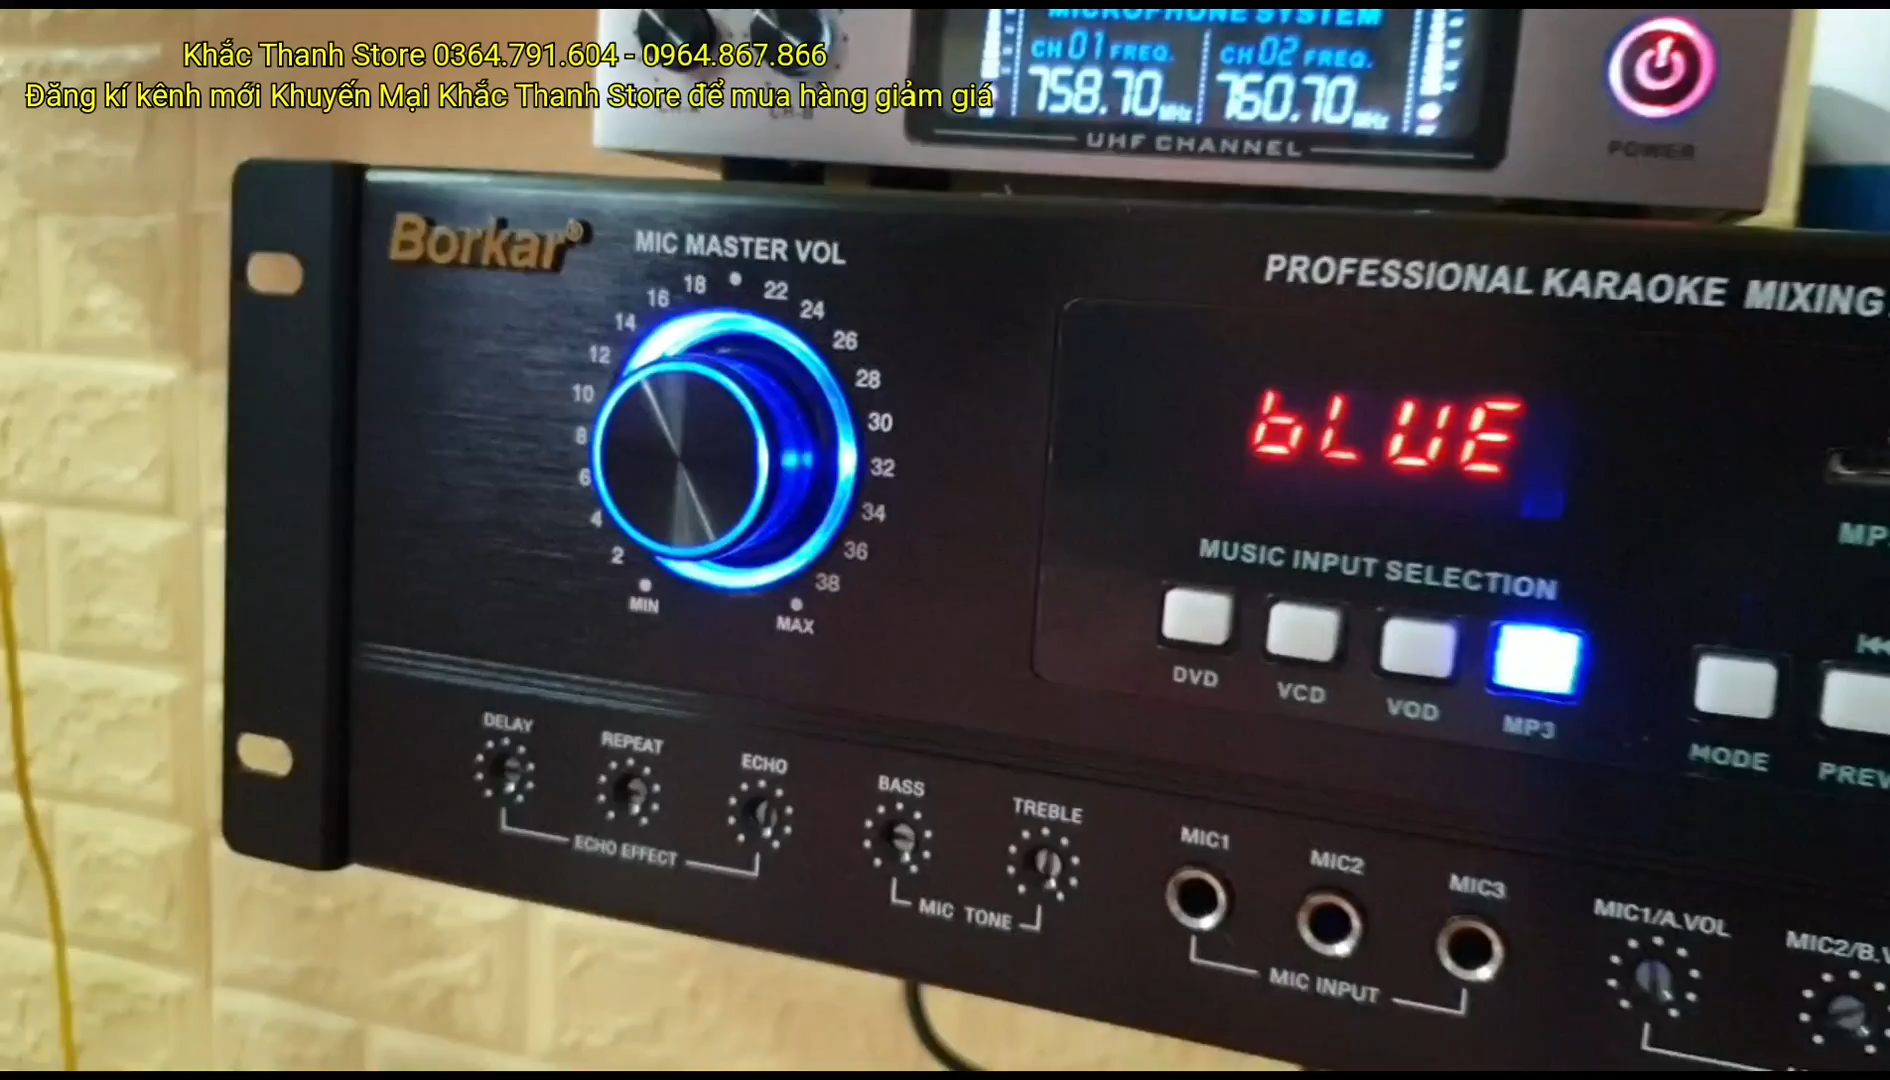 Khắc Thanh Store 0364.791.604 - 0964.867.866
Đăng kí kênh mới Khuyến Mại Khắc Thanh Store để mua hàng giảm giá
MICROPHONE SYSTEM
CH 01 FREQ.
CH 02 FREQ.
758.70 MHz
760.70 MHz
UHF CHANNEL
POWER
Borkar®
MIC MASTER VOL
PROFESSIONAL KARAOKE MIXING
MIN 2 4 6 8 10 12 14 16 18 22 24 26 28 30 32 34 36 38 MAX
bLUE
MUSIC INPUT SELECTION
DVD
VCD
VOD
MP3
MODE
DELAY
REPEAT
ECHO
ECHO EFFECT
BASS
TREBLE
MIC TONE
MIC1
MIC2
MIC3
MIC INPUT
MIC1/A.VOL